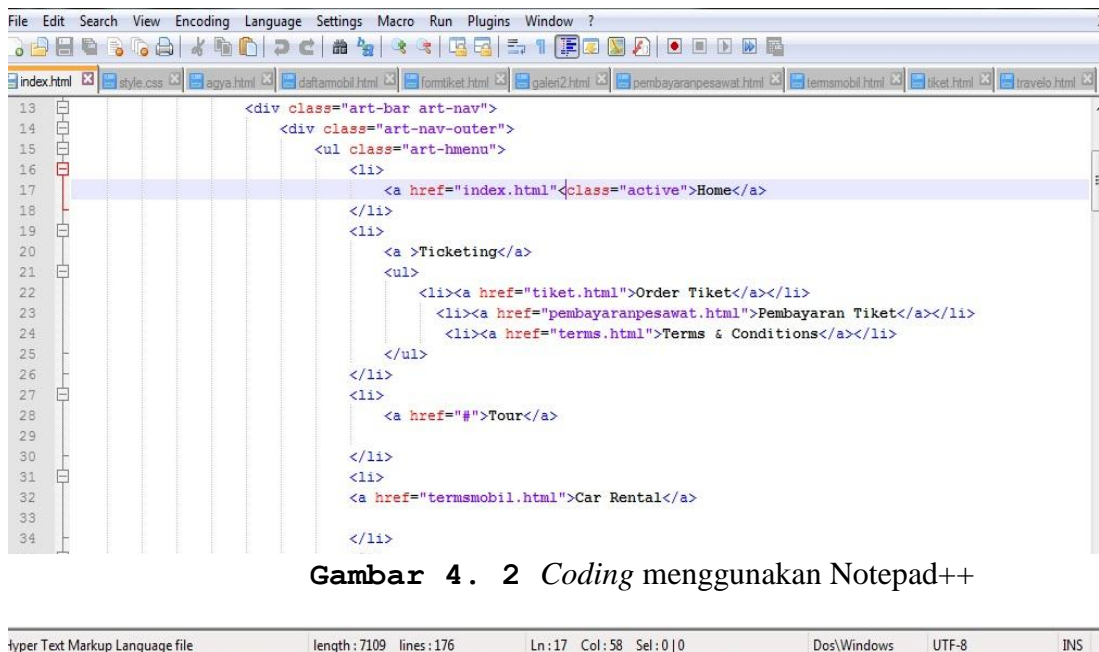 File Edit Search View Encoding Language Settings Macro Run Plugins Window ?
index.html style.css agya.html daftarmobil.html formtiket.html galeri2.html pembayaranpesawat.html termsmobil.html tiket.html travelo.html
13 <div class="art-bar art-nav">
14 <div class="art-nav-outer">
15 <ul class="art-hmenu">
16 <li>
17 <a href="index.html"<class="active">Home</a>
18 </li>
19 <li>
20 <a >Ticketing</a>
21 <ul>
22 <li><a href="tiket.html">Order Tiket</a></li>
23 <li><a href="pembayaranpesawat.html">Pembayaran Tiket</a></li>
24 <li><a href="terms.html">Terms & Conditions</a></li>
25 </ul>
26 </li>
27 <li>
28 <a href="#">Tour</a>
29
30 </li>
31 <li>
32 <a href="termsmobil.html">Car Rental</a>
33
34 </li>
Gambar 4. 2 Coding menggunakan Notepad++
Hyper Text Markup Language file length : 7109 lines : 176 Ln : 17 Col : 58 Sel : 0 | 0 Dos\Windows UTF-8 INS